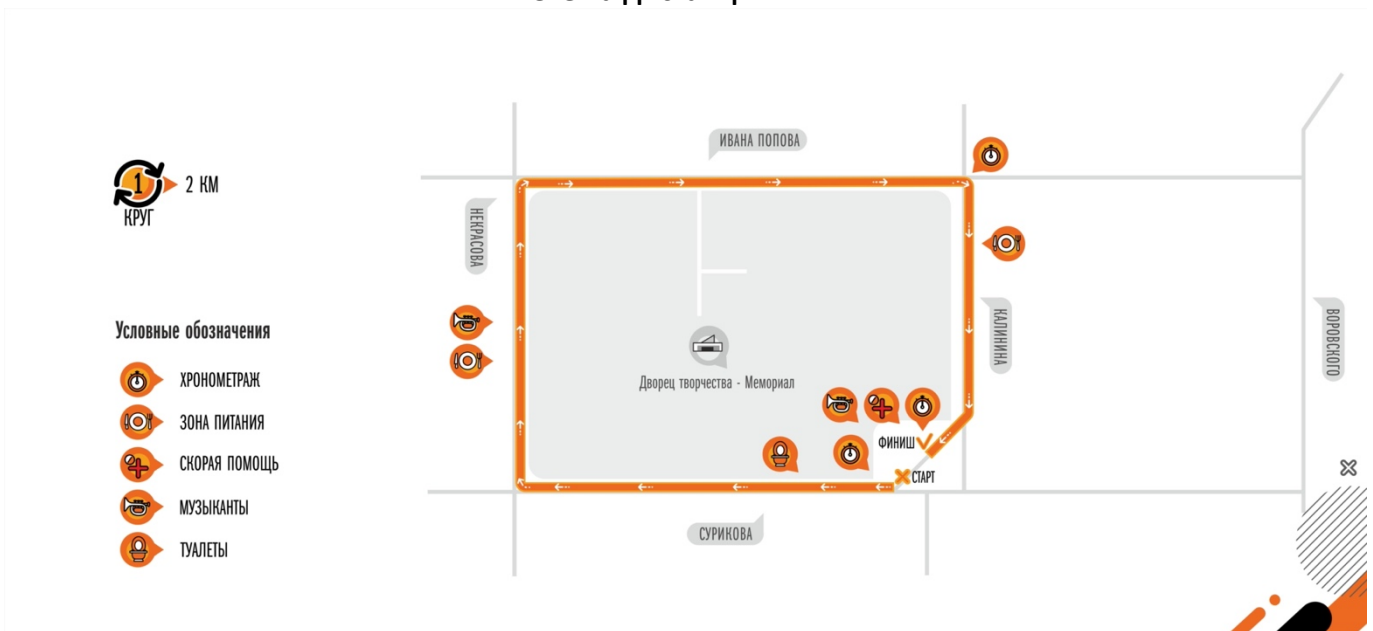 ИВАНА ПОПОВА
1
2 КМ
КРУГ
НЕКРАСОВА
КАЛИНИНА
ВОРОВСКОГО
Условные обозначения
ХРОНОМЕТРАЖ
ЗОНА ПИТАНИЯ
СКОРАЯ ПОМОЩЬ
МУЗЫКАНТЫ
ТУАЛЕТЫ
Дворец творчества - Мемориал
ФИНИШ
СТАРТ
СУРИКОВА